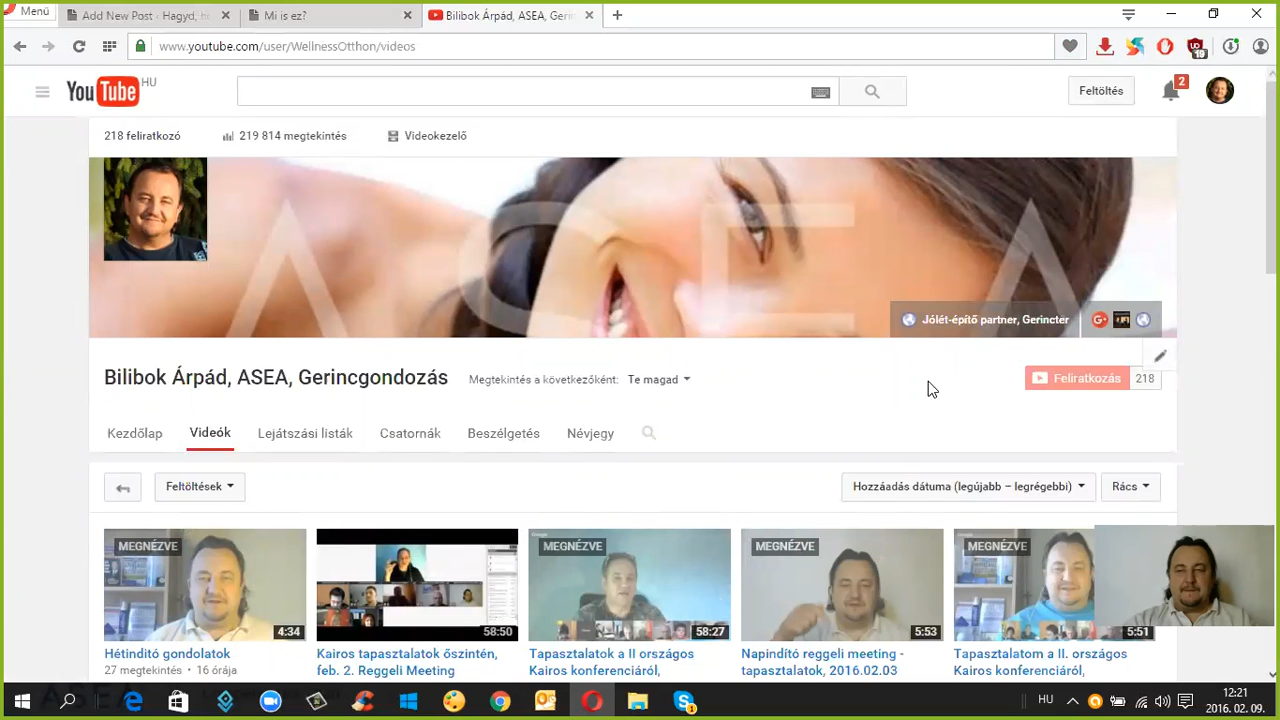 Menü
Add New Post ‹ Hagyd, h
Mi is ez?
Bilibok Árpád, ASEA, Gerin
www.youtube.com/user/WellnessOtthon/videos
19
YouTube HU
Feltöltés
2
218 feliratkozó
219 814 megtekintés
Videokezelő
ASEA
Jólét-építő partner, Gerincter
Bilibok Árpád, ASEA, Gerincgondozás
Megtekintés a következőként: Te magad
Feliratkozás 218
Kezdőlap
Videók
Lejátszási listák
Csatornák
Beszélgetés
Névjegy
Feltöltések
Hozzáadás dátuma (legújabb – legrégebbi)
Rács
MEGNÉZVE
4:34
58:50
MEGNÉZVE
58:27
MEGNÉZVE
5:53
MEGNÉZVE
5:51
Hétinditó gondolatok
27 megtekintés • 16 órája
Kairos tapasztalatok őszintén,
feb. 2. Reggeli Meeting
Tapasztalatok a II országos
Kairos konferenciáról,
Napindító reggeli meeting -
tapasztalatok, 2016.02.03
Tapasztalatom a II. országos
Kairos konferenciáról,
HU
12:21
2016. 02. 09.